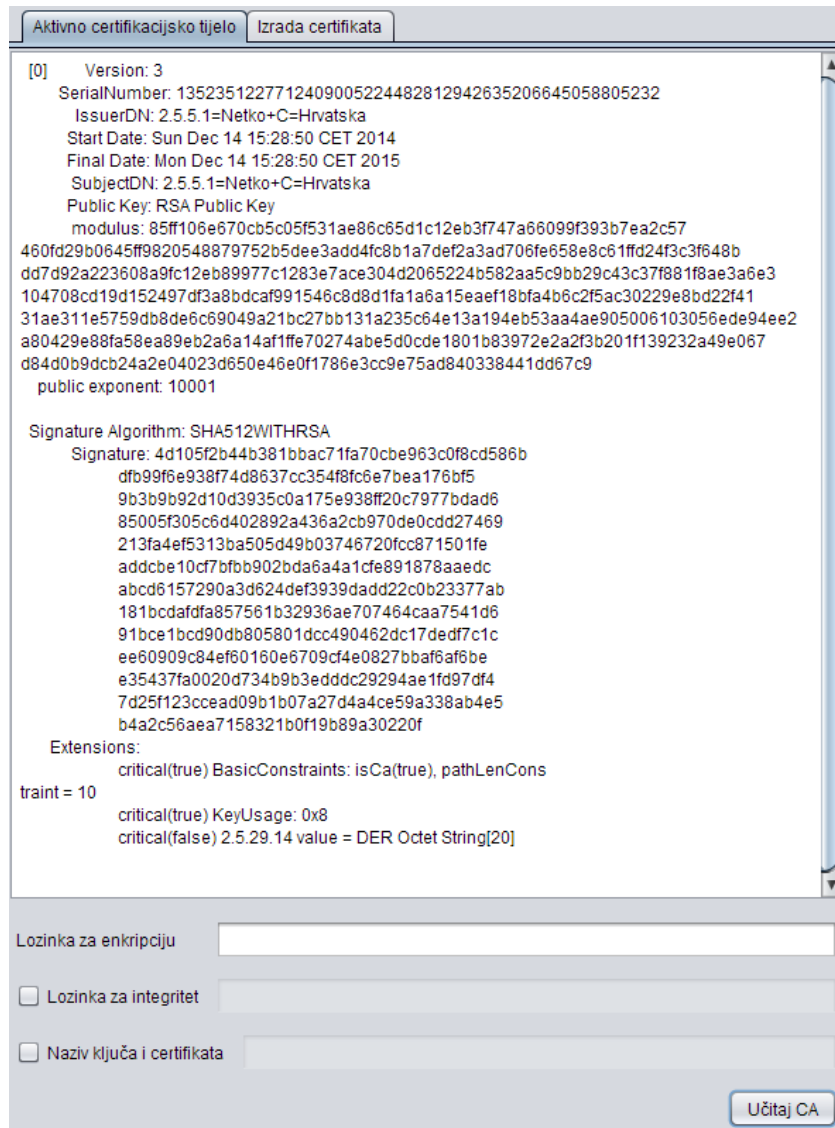 Aktivno certifikacijsko tijelo
Izrada certifikata
[0] Version: 3
SerialNumber: 135235122771240900522448281294263520664505880523​2
IssuerDN: 2.5.5.1=Netko+C=Hrvatska
Start Date: Sun Dec 14 15:28:50 CET 2014
Final Date: Mon Dec 14 15:28:50 CET 2015
SubjectDN: 2.5.5.1=Netko+C=Hrvatska
Public Key: RSA Public Key
modulus: 85ff106e670cb5c05f531ae86c65d1c12eb3f747a66099f393b7ea2c57
460fd29b0645ff9820548879752b5dee3add4fc8b1a7def2a3ad706fe658e8c61ffd24f3c3f648b
dd7d92a223608a9fc12eb89977c1283e7ace304d2065224b582aa5c9bb29c43c37f881f8ae3a6e3
104708cd19d152497df3a8bdcaf991546c8d8d1fa1a6a15eaef18bfa4b6c2f5ac30229e8bd22f41
31ae311e5759db8de6c69049a21bc27bb131a235c64e13a194eb53aa4ae905006103056ede94ee2
a80429e88fa58ea89eb2a6a14af1ffe70274abe5d0cde1801b83972e2a2f3b201f139232a49e067
d84d0b9dcb24a2e04023d650e46e0f1786e3cc9e75ad840338441dd67c9
public exponent: 10001
Signature Algorithm: SHA512WITHRSA
Signature: 4d105f2b44b381bbac71fa70cbe963c0f8cd586b
dfb99f6e938f74d8637cc354f8fc6e7bea176bf5
9b3b9b92d10d3935c0a175e938ff20c7977bdad6
85005f305c6d402892a436a2cb970de0cdd27469
213fa4ef5313ba505d49b03746720fcc871501fe
addcbe10cf7bfbb902bda6a4a1cfe891878aaedc
abcd6157290a3d624def3939dadd22c0b23377ab
181bcdafdfa857561b32936ae707464caa7541d6
91bce1bcd90db805801dcc490462dc17dedf7c1c
ee60909c84ef60160e6709cf4e0827bbaf6af6be
e35437fa0020d734b9b3edddc29294ae1fd97df4
7d25f123ccead09b1b07a27d4a4ce59a338ab4e5
b4a2c56aea7158321b0f19b89a30220f
Extensions:
critical(true) BasicConstraints: isCa(true), pathLenCons
traint = 10
critical(true) KeyUsage: 0x8
critical(false) 2.5.29.14 value = DER Octet String[20]
Lozinka za enkripciju
Lozinka za integritet
Naziv ključa i certifikata
Učitaj CA